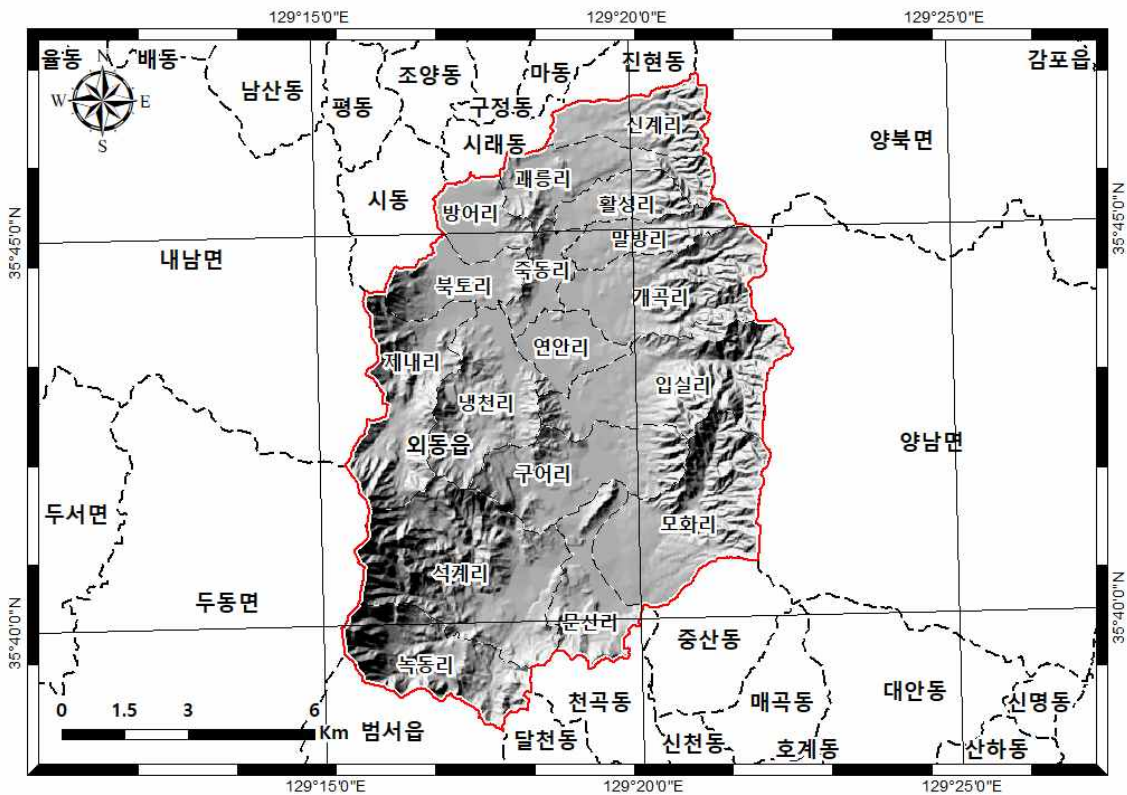 129°15'0"E
129°20'0"E
129°25'0"E
율동
배동
조양동
마동
진현동
감포읍
N
W
E
S
남산동
평동
구정동
시래동
신계리
양북면
시동
괘릉리
방어리
활성리
말방리
35°45'0"N
35°45'0"N
내남면
죽동리
북토리
개곡리
연안리
제내리
입실리
냉천리
외동읍
양남면
구어리
두서면
모화리
석계리
두동면
문산리
35°40'0"N
35°40'0"N
중산동
녹동리
천곡동
매곡동
대안동
신명동
0 1.5 3 6
Km
범서읍
달천동
신천동
호계동
산하동
129°15'0"E
129°20'0"E
129°25'0"E